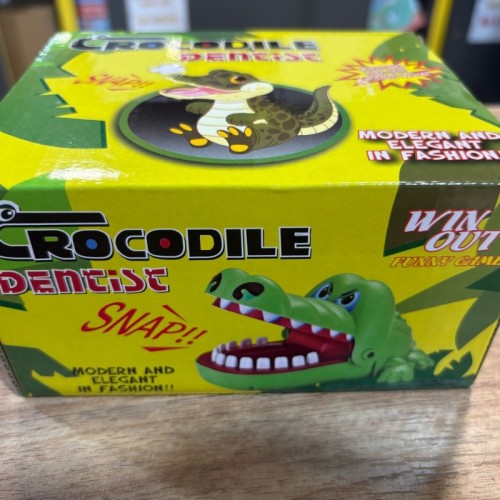 CROCODILE
DENTIST
SNAP!!
MODERN AND
ELEGANT
IN FASHION!!
CROCODILE
DENTIST
SNAP!!
MODERN AND
ELEGANT
IN FASHION!!
WIN
OUT
FUNNY GAME